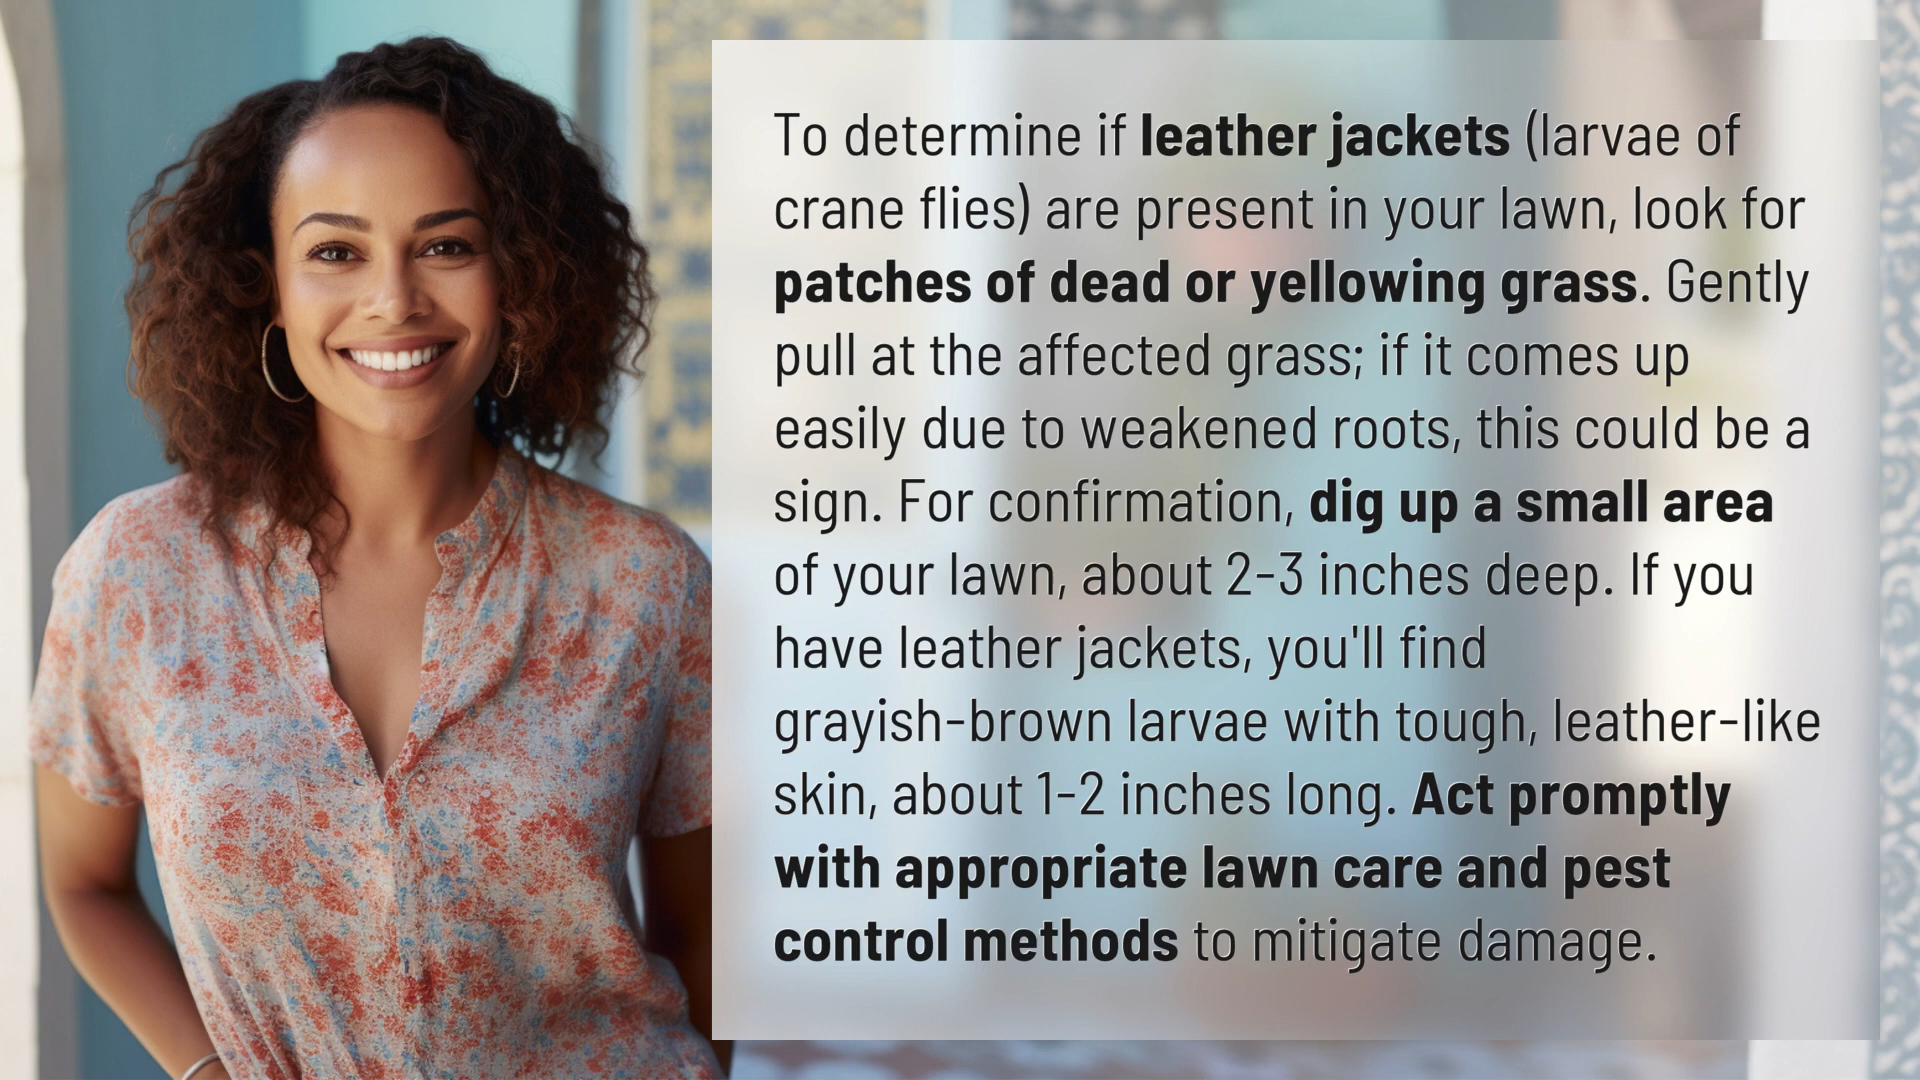 To determine if leather jackets (larvae of
crane flies) are present in your lawn, look for
patches of dead or yellowing grass. Gently
pull at the affected grass; if it comes up
easily due to weakened roots, this could be a
sign. For confirmation, dig up a small area
of your lawn, about 2-3 inches deep. If you
have leather jackets, you'll find
grayish-brown larvae with tough, leather-like
skin, about 1-2 inches long. Act promptly
with appropriate lawn care and pest
control methods to mitigate damage.